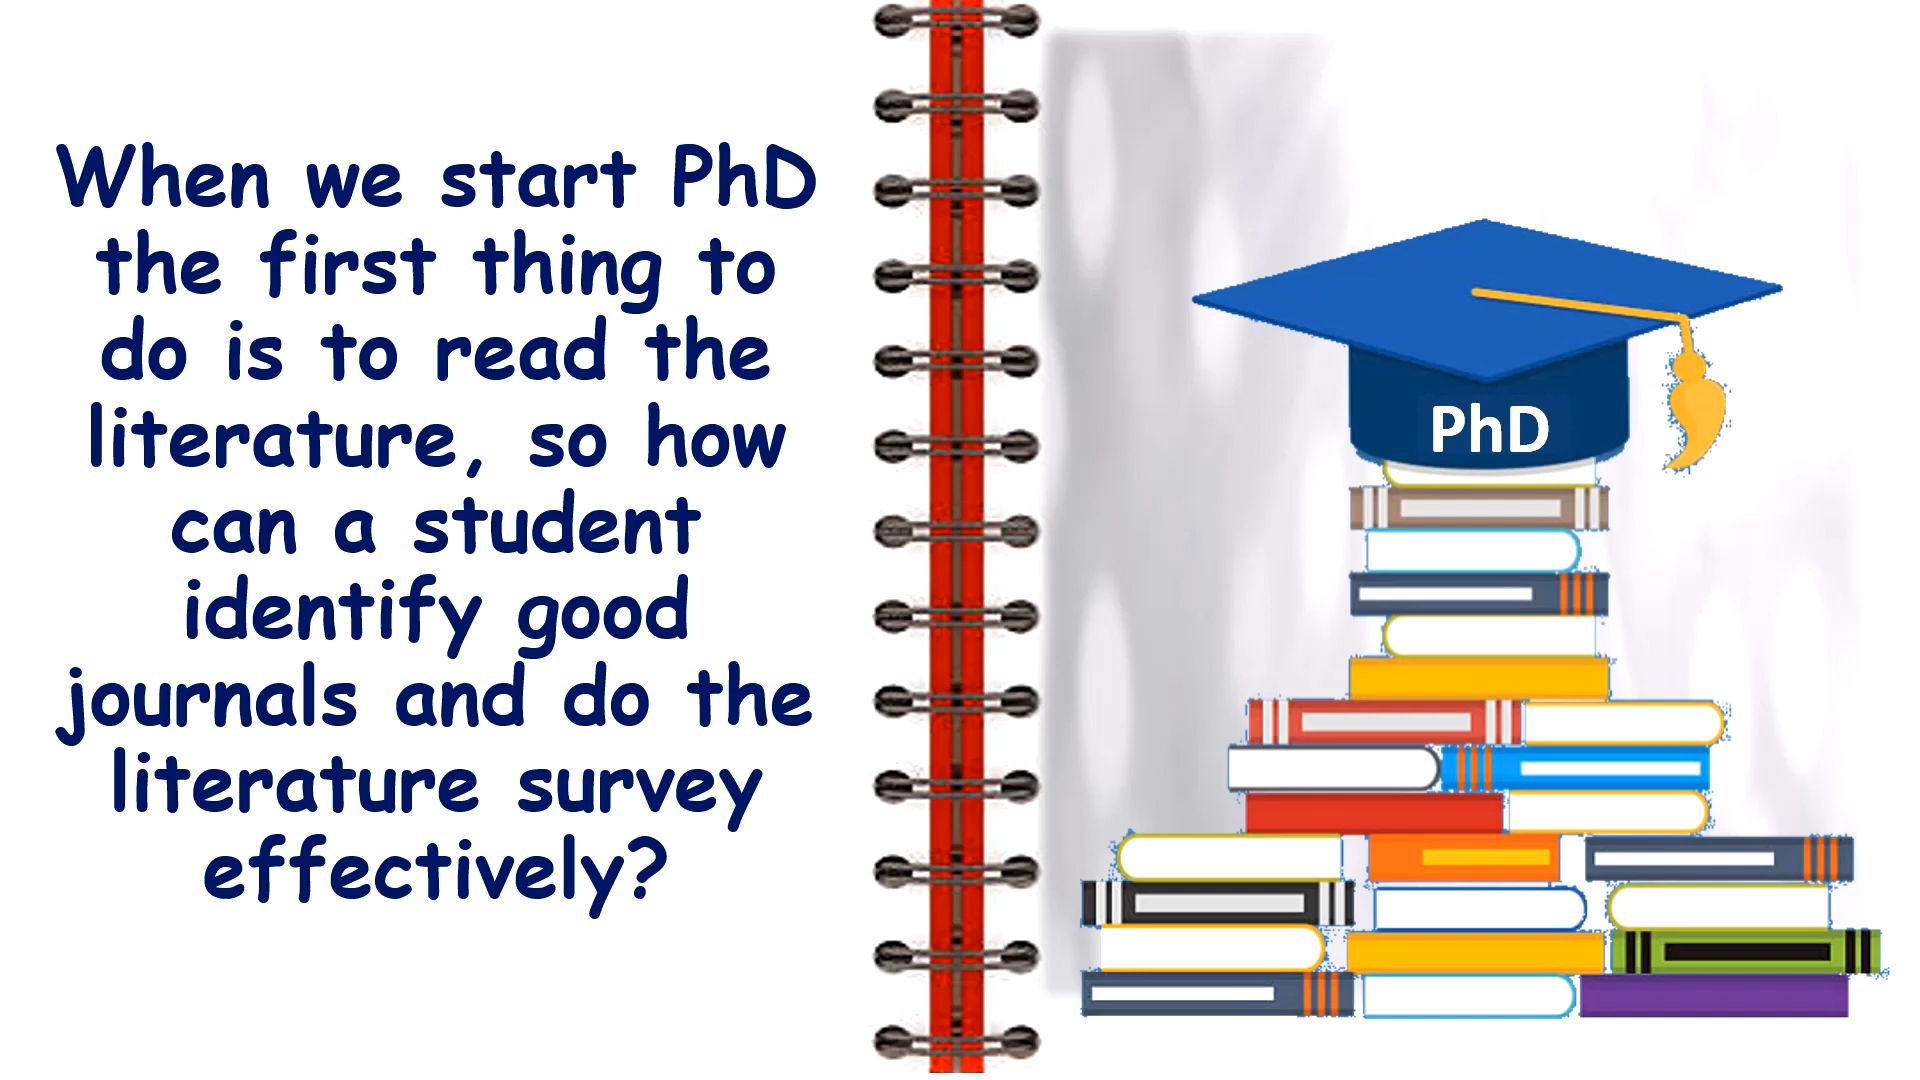 When we start PhD
the first thing to
do is to read the
literature, so how
can a student
identify good
journals and do the
literature survey
effectively?
PhD